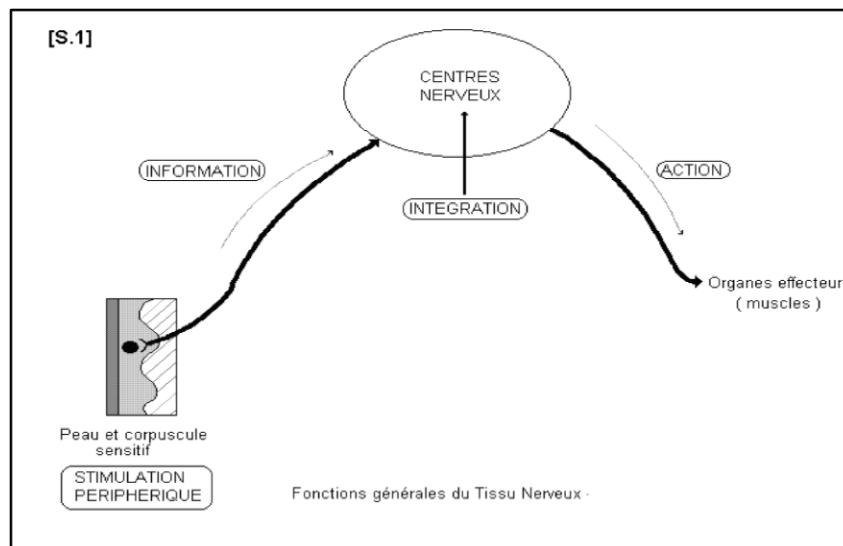 [S.1]
CENTRES
NERVEUX
INFORMATION
ACTION
INTEGRATION
Organes effecteur
( muscles )
Peau et corpuscule
sensitif
STIMULATION
PERIPHERIQUE
Fonctions générales du Tissu Nerveux